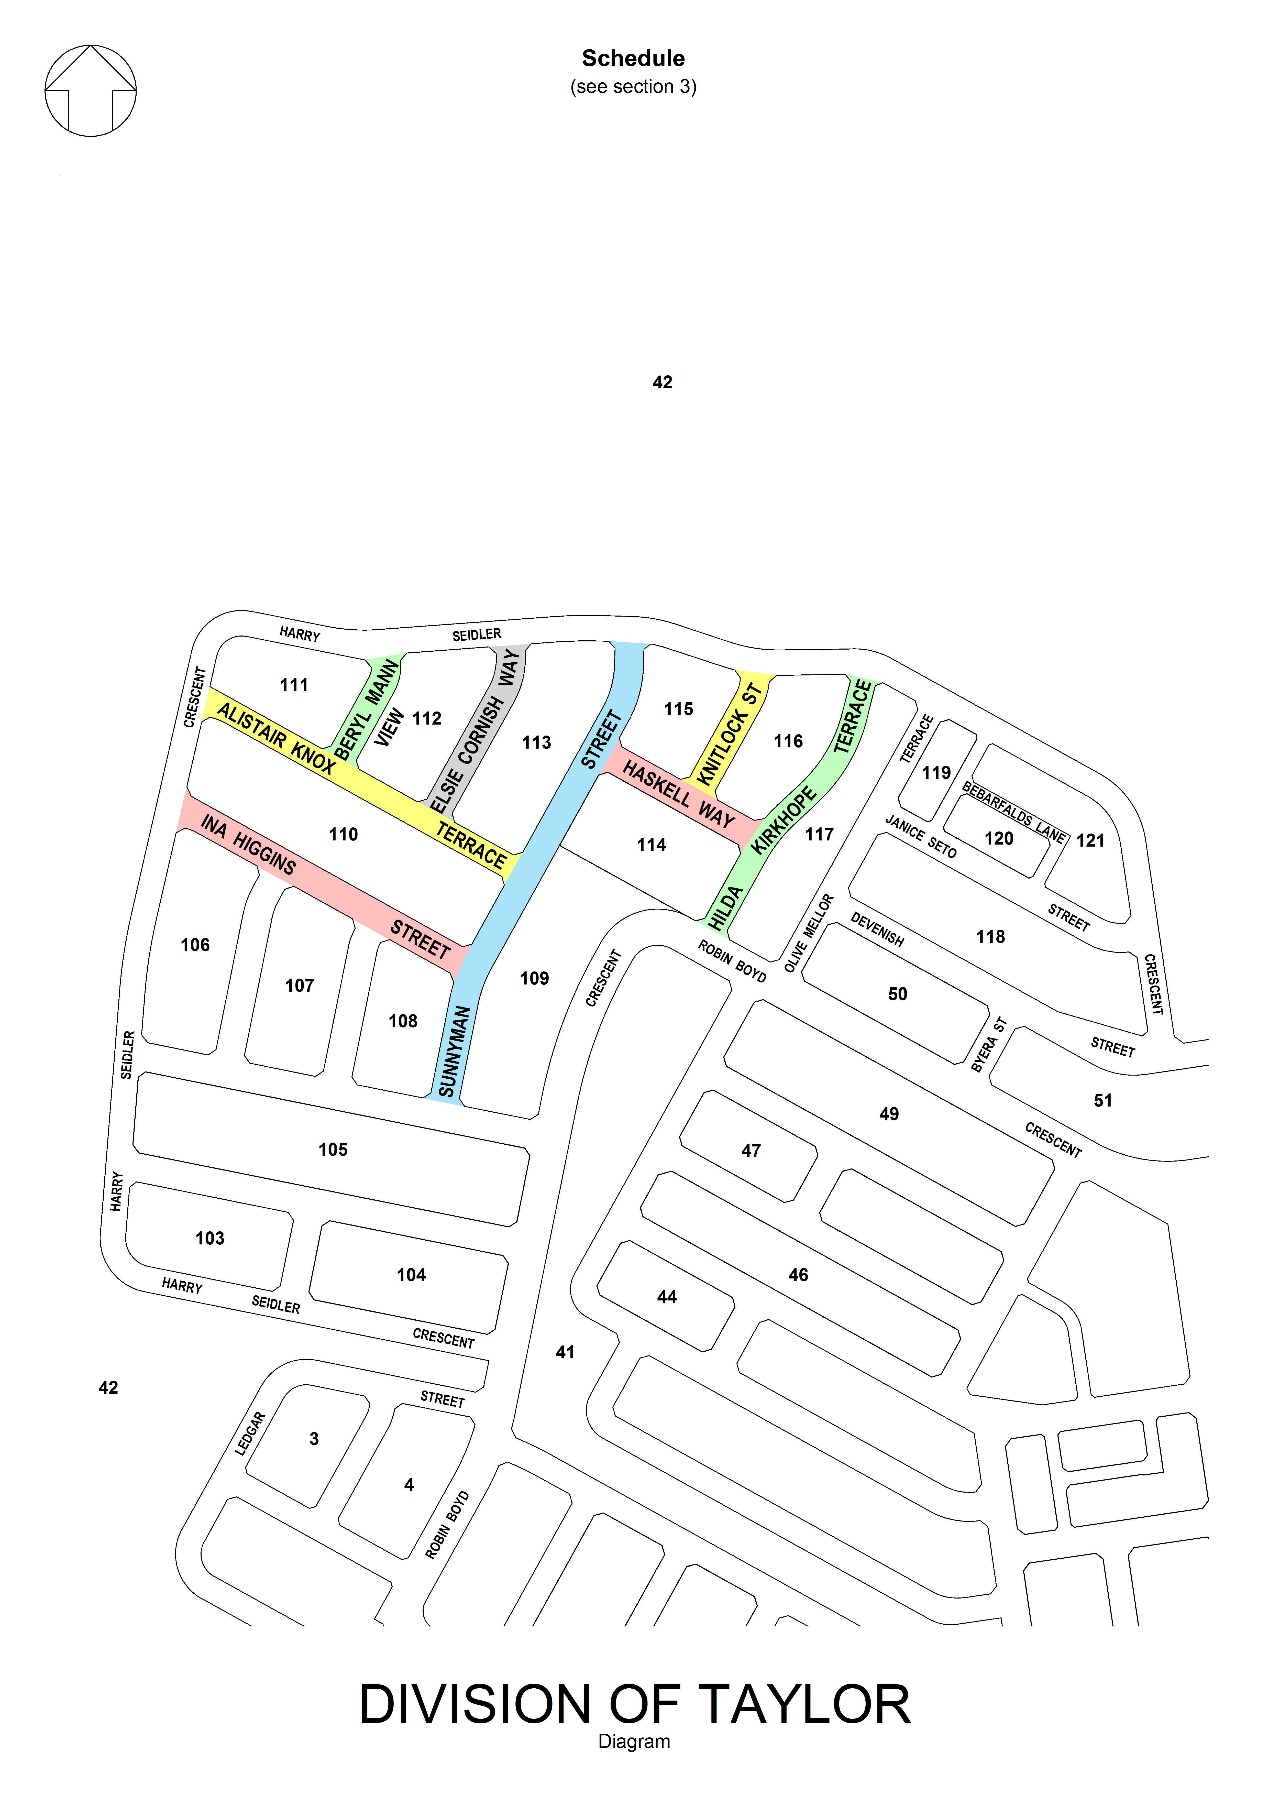 Schedule
(see section 3)
42
HARRY
SEIDLER
CRESCENT
111
BERYL MANN
VIEW
112
ELSIE CORNISH WAY
113
STREET
115
KNITLOCK ST
116
TERRACE
ALISTAIR KNOX
TERRACE
HASKELL WAY
KIRKHOPE
HILDA
117
TERRACE
119
BEBARFALDS LANE
120
121
JANICE SETO
STREET
110
114
INA HIGGINS
STREET
OLIVE MELLOR
DEVENISH
118
106
107
108
109
SUNNYMAN
CRESCENT
ROBIN BOYD
50
BYERA ST
STREET
CRESCENT
51
SEIDLER
49
CRESCENT
105
47
HARRY
103
104
46
44
HARRY
SEIDLER
CRESCENT
41
42
STREET
LEDGAR
3
4
ROBIN BOYD
DIVISION OF TAYLOR
Diagram